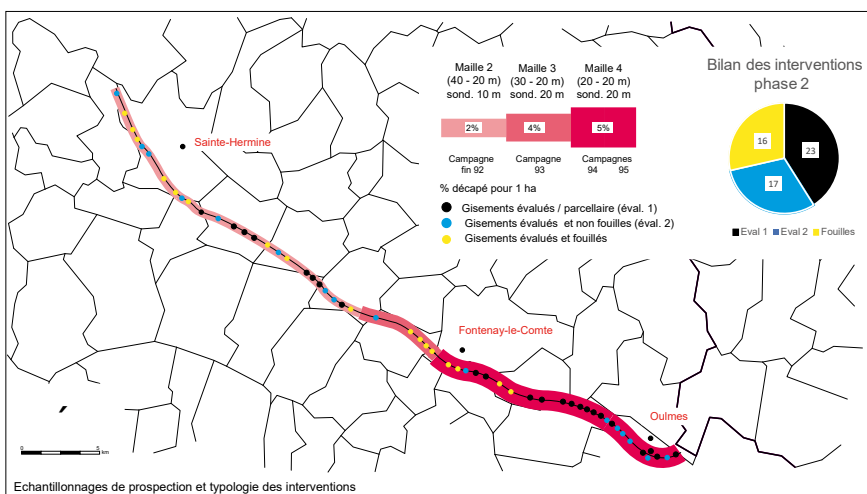 Maille 2 Maille 3 Maille 4
(40 - 20 m) (30 - 20 m) (20 - 20 m)
sond. 10 m sond. 20 m sond. 20 m
2% 4% 5%
Campagne Campagne Campagnes
fin 92 93 94 95
% décapé pour 1 ha
Gisements évalués / parcellaire (éval. 1)
Gisements évalués et non fouilles (éval. 2)
Gisements évalués et fouillés
Bilan des interventions
phase 2
16
23
17
Eval 1 Eval 2 Fouilles
Sainte-Hermine
Fontenay-le-Comte
Oulmes
0 5
km
Echantillonnages de prospection et typologie des interventions